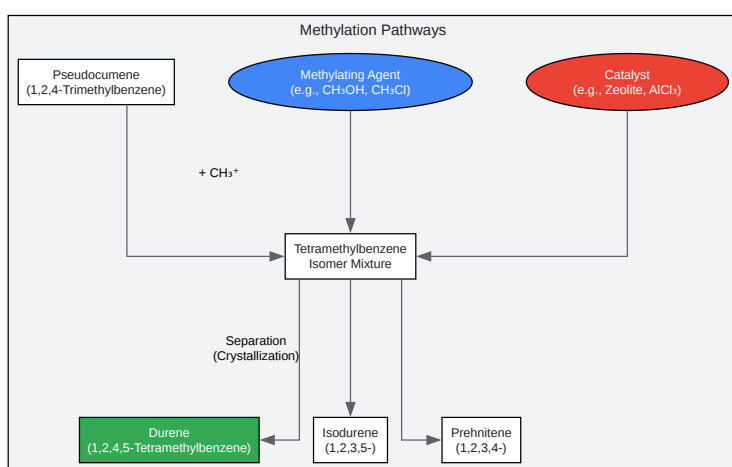 Methylation Pathways
Pseudocumene
(1,2,4-Trimethylbenzene)
Methylating Agent
(e.g., CH₃OH, CH₃Cl)
Catalyst
(e.g., Zeolite, AlCl₃)
+ CH₃⁺
Tetramethylbenzene
Isomer Mixture
Separation
(Crystallization)
Durene
(1,2,4,5-Tetramethylbenzene)
Isodurene
(1,2,3,5-)
Prehnitene
(1,2,3,4-)